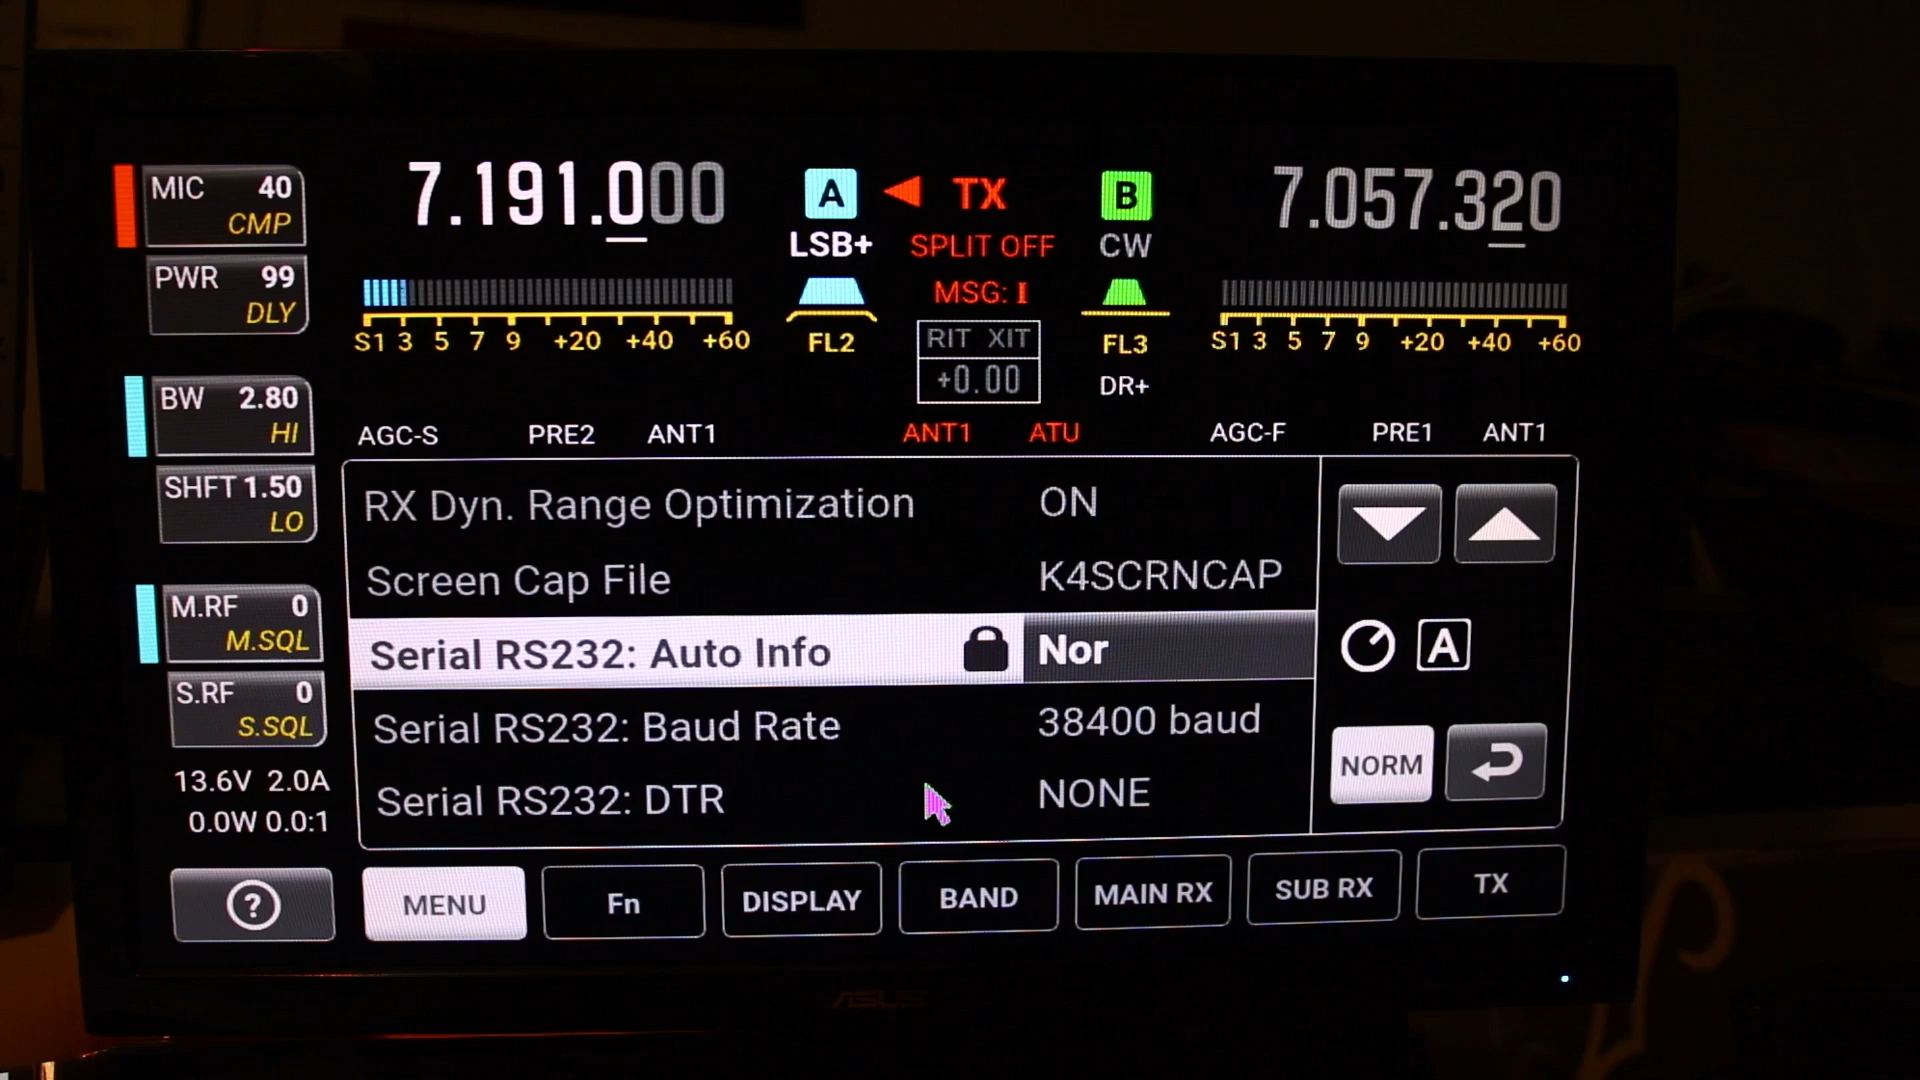 7.191.000 A TX B 7.057.320
LSB+ SPLIT OFF CW
MSG: I
MIC 40
CMP
PWR 99
DLY
S1 3 5 7 9 +20 +40 +60 FL2 RIT XIT FL3 S1 3 5 7 9 +20 +40 +60
+0.00 DR+
BW 2.80
HI
AGC-S PRE2 ANT1 ANT1 ATU AGC-F PRE1 ANT1
SHFT 1.50
LO
RX Dyn. Range Optimization ON
Screen Cap File K4SCRNCAP
M.RF 0
M.SQL
Serial RS232: Auto Info Nor A
S.RF 0
S.SQL
Serial RS232: Baud Rate 38400 baud
NORM
13.6V 2.0A
Serial RS232: DTR NONE
0.0W 0.0:1
? MENU Fn DISPLAY BAND MAIN RX SUB RX TX
ASUS